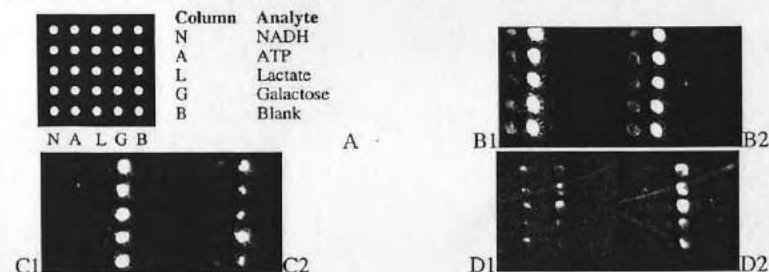 Column Analyte
N NADH
A ATP
L Lactate
G Galactose
B Blank
N A L G B
A
B1 B2
C1 C2
D1 D2